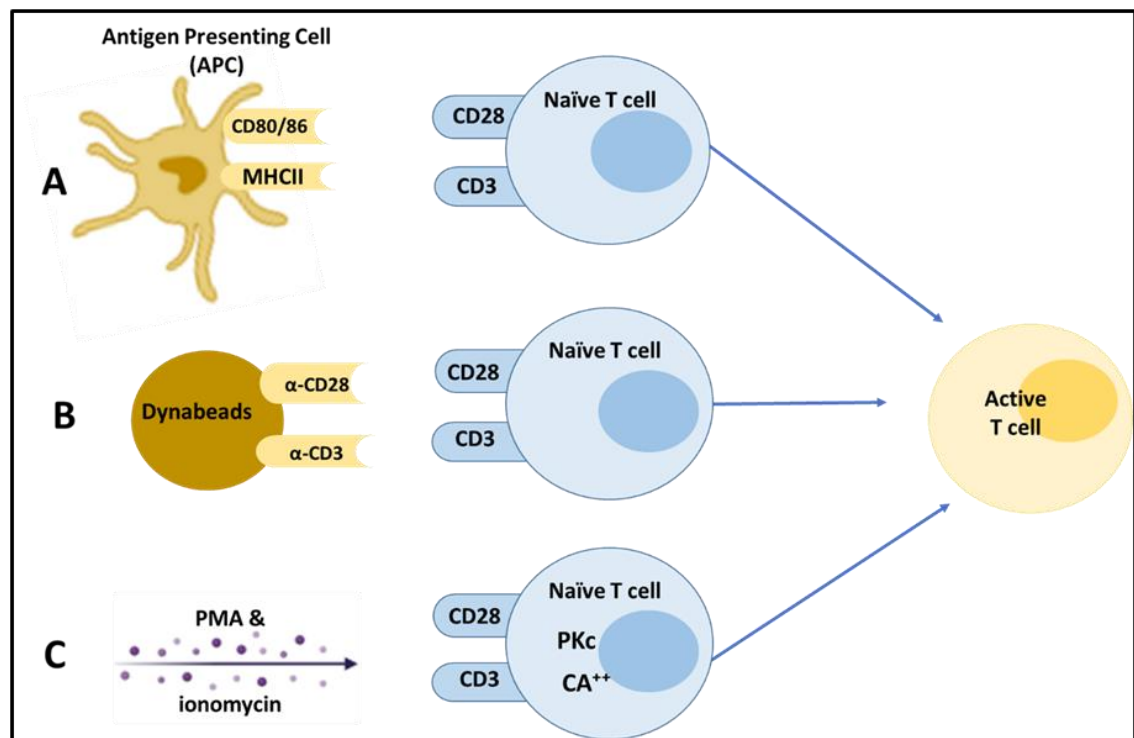 Antigen Presenting Cell
(APC)
A
CD80/86
MHCII
CD28
CD3
Naïve T cell
B
Dynabeads
α-CD28
α-CD3
CD28
CD3
Naïve T cell
Active
T cell
C
PMA &
ionomycin
CD28
CD3
Naïve T cell
PKc
CA⁺⁺